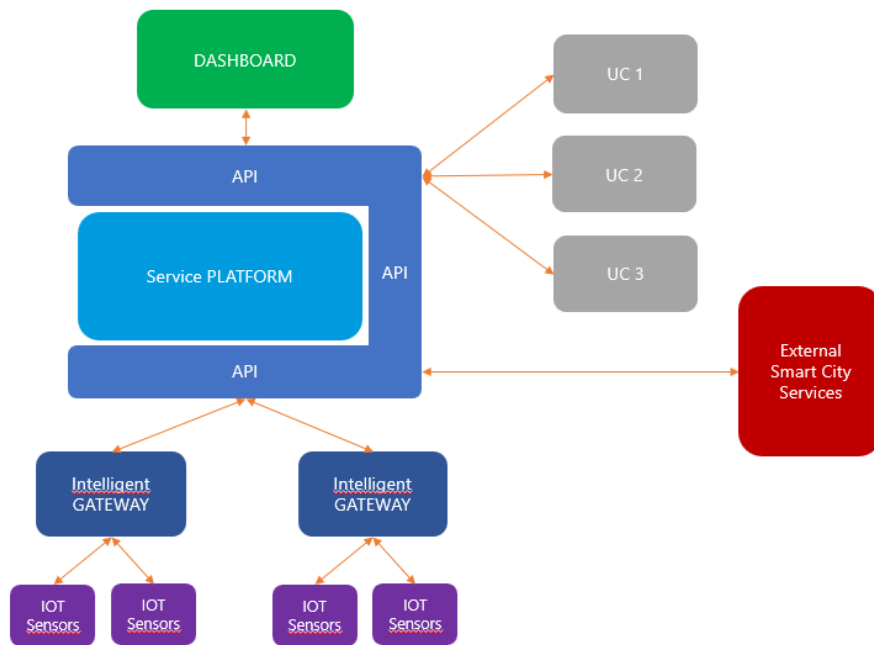 DASHBOARD
UC 1
API
UC 2
Service PLATFORM
API
UC 3
API
External
Smart City
Services
Intelligent
GATEWAY
Intelligent
GATEWAY
IOT
Sensors
IOT
Sensors
IOT
Sensors
IOT
Sensors